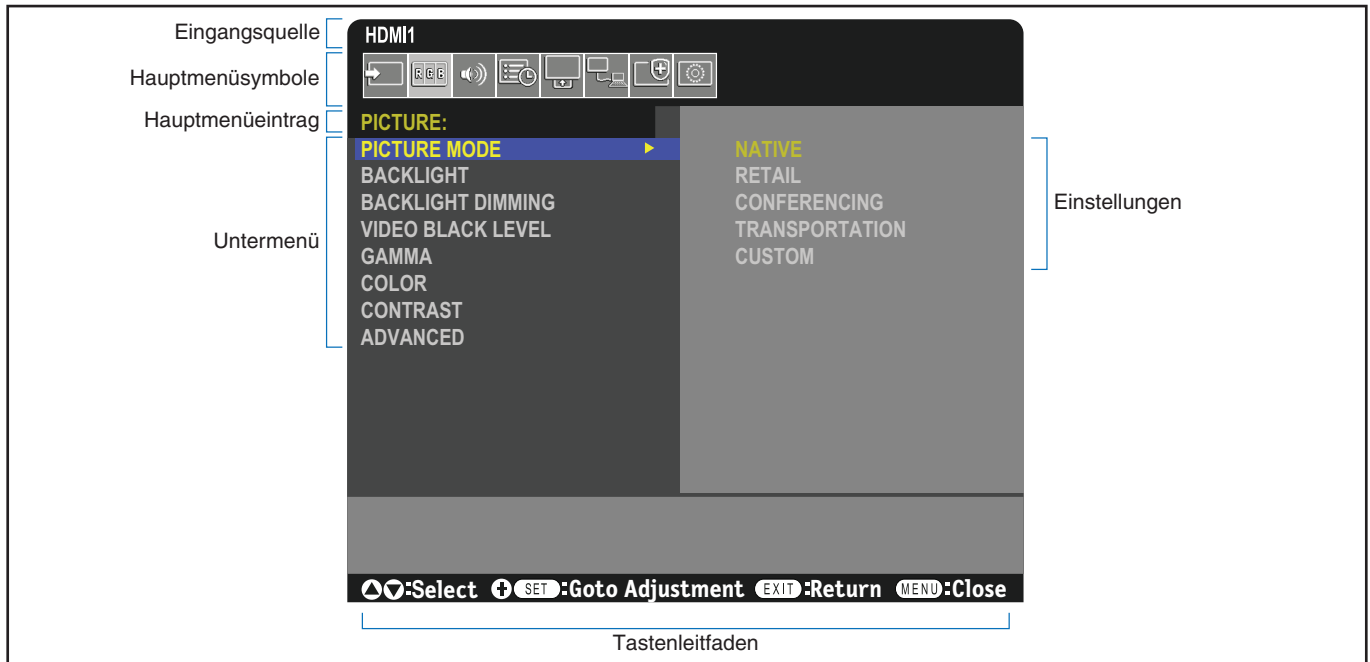 Eingangsquelle
HDMI1
Hauptmenüsymbole
RGB
Hauptmenüeintrag
PICTURE:
PICTURE MODE
BACKLIGHT
BACKLIGHT DIMMING
VIDEO BLACK LEVEL
GAMMA
COLOR
CONTRAST
ADVANCED
Untermenü
NATIVE
RETAIL
CONFERENCING
TRANSPORTATION
CUSTOM
Einstellungen
:Select SET :Goto Adjustment EXIT :Return MENU :Close
Tastenleitfaden